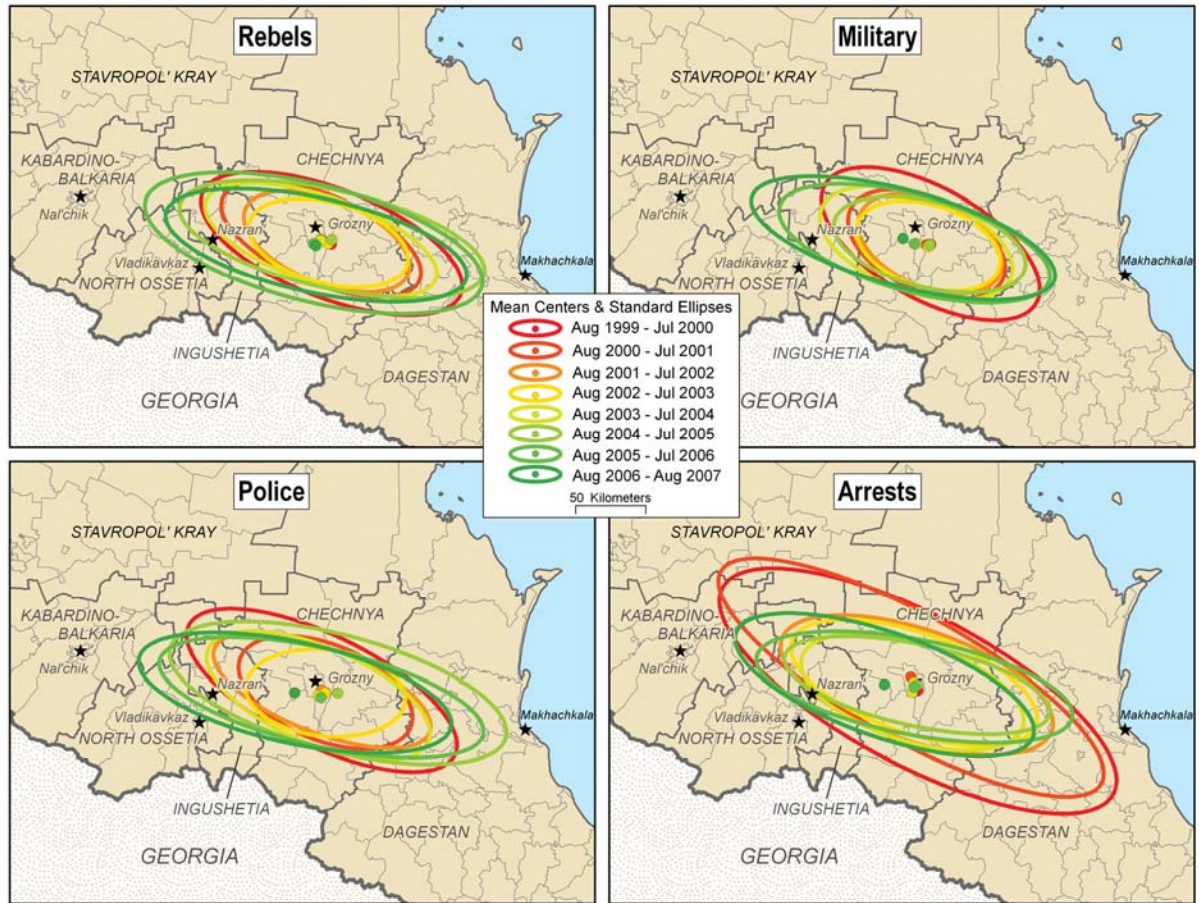 Rebels
STAVROPOL' KRAY
KABARDINO-
BALKARIA
Nal'chik
CHECHNYA
Grozny
Nazran
Vladikavkaz
NORTH OSSETIA
Makhachkala
INGUSHETIA
DAGESTAN
GEORGIA
Military
STAVROPOL' KRAY
KABARDINO-
BALKARIA
Nal'chik
CHECHNYA
Grozny
Nazran
Vladikavkaz
NORTH OSSETIA
Makhachkala
INGUSHETIA
DAGESTAN
GEORGIA
Mean Centers & Standard Ellipses
Aug 1999 - Jul 2000
Aug 2000 - Jul 2001
Aug 2001 - Jul 2002
Aug 2002 - Jul 2003
Aug 2003 - Jul 2004
Aug 2004 - Jul 2005
Aug 2005 - Jul 2006
Aug 2006 - Aug 2007
50 Kilometers
Police
STAVROPOL' KRAY
KABARDINO-
BALKARIA
Nal'chik
CHECHNYA
Grozny
Nazran
Vladikavkaz
NORTH OSSETIA
Makhachkala
INGUSHETIA
DAGESTAN
GEORGIA
Arrests
STAVROPOL' KRAY
KABARDINO-
BALKARIA
Nal'chik
CHECHNYA
Grozny
Nazran
Vladikavkaz
NORTH OSSETIA
Makhachkala
INGUSHETIA
DAGESTAN
GEORGIA